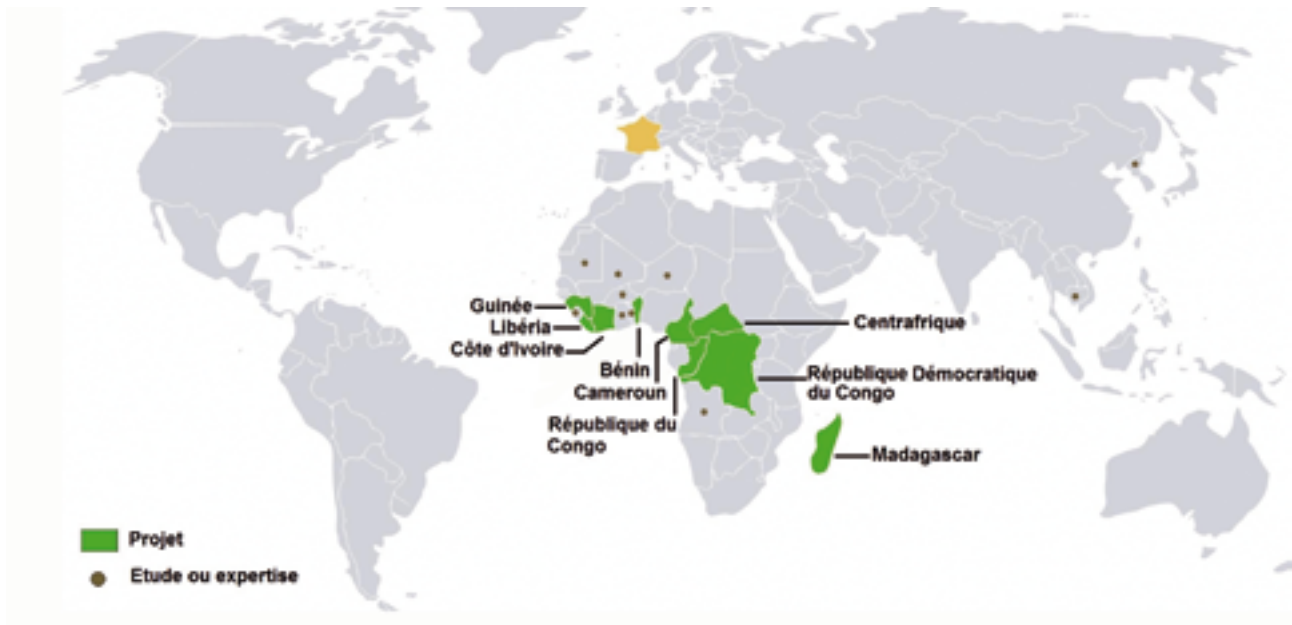 Guinée
Libéria
Côte d'Ivoire
Bénin
Cameroun
République du
Congo
Centrafrique
République Démocratique
du Congo
Madagascar
Projet
Etude ou expertise